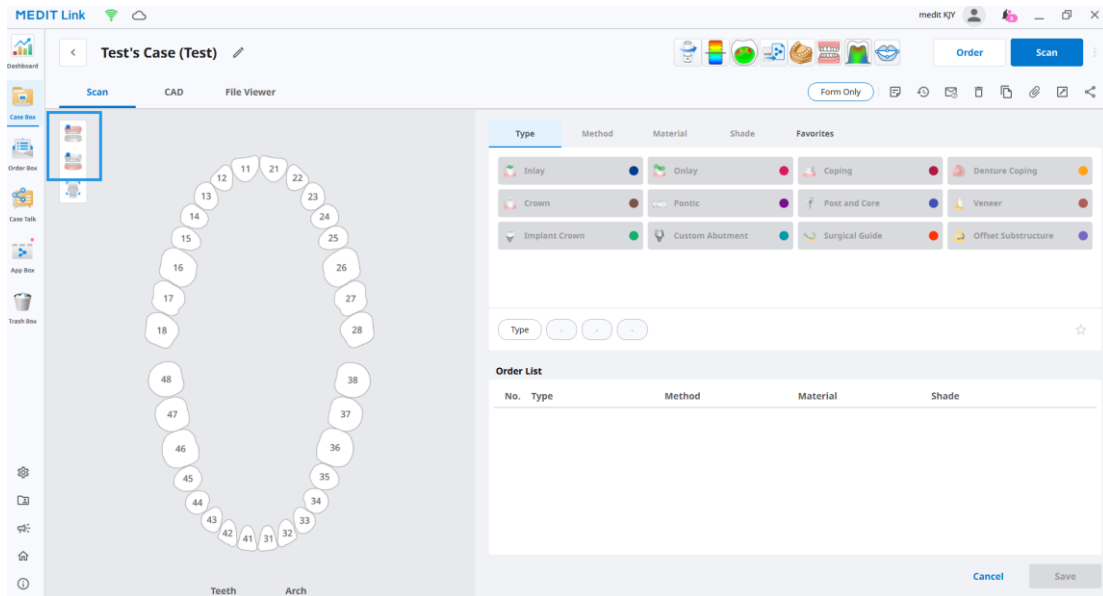 MEDIT Link
medit KJY
Dashboard
Case Box
Order Box
Case Talk
App Box
Trash Box
Test's Case (Test)
Order
Scan
Scan
CAD
File Viewer
Form Only
11 21
12 22
13 23
14 24
15 25
16 26
17 27
18 28
48 38
47 37
46 36
45 35
44 34
43 33
42 41 31 32
Teeth Arch
Type
Method
Material
Shade
Favorites
Inlay
Onlay
Coping
Denture Coping
Crown
Pontic
Post and Core
Veneer
Implant Crown
Custom Abutment
Surgical Guide
Offset Substructure
Type - - -
Order List
No. Type Method Material Shade
Cancel
Save